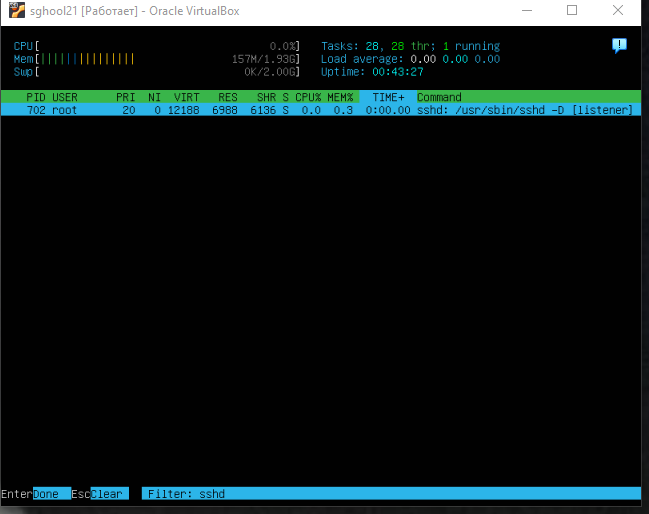 sghool21 [Работает] - Oracle VirtualBox
CPU[ 0.0%] Tasks: 28, 28 thr; 1 running
Mem[||||||||||||||| 157M/1.93G] Load average: 0.00 0.00 0.00
Swp[ 0K/2.00G] Uptime: 00:43:27
PID USER PRI NI VIRT RES SHR S CPU% MEM% TIME+ Command
702 root 20 0 12188 6988 6136 S 0.0 0.3 0:00.00 sshd: /usr/sbin/sshd -D [listener]
EnterDone EscClear Filter: sshd